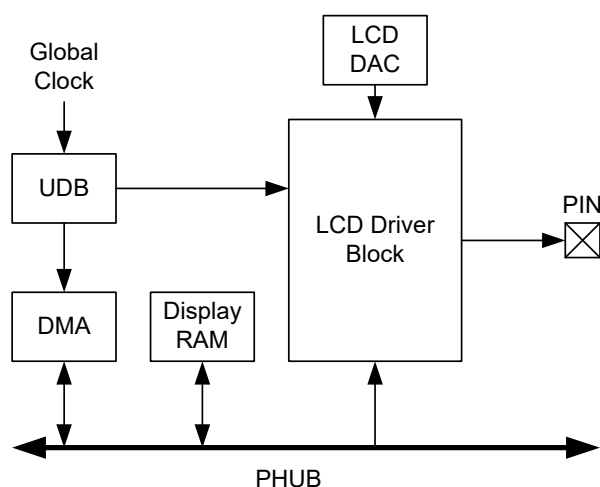 LCD
DAC
Global
Clock
UDB
LCD Driver
Block
PIN
DMA
Display
RAM
PHUB